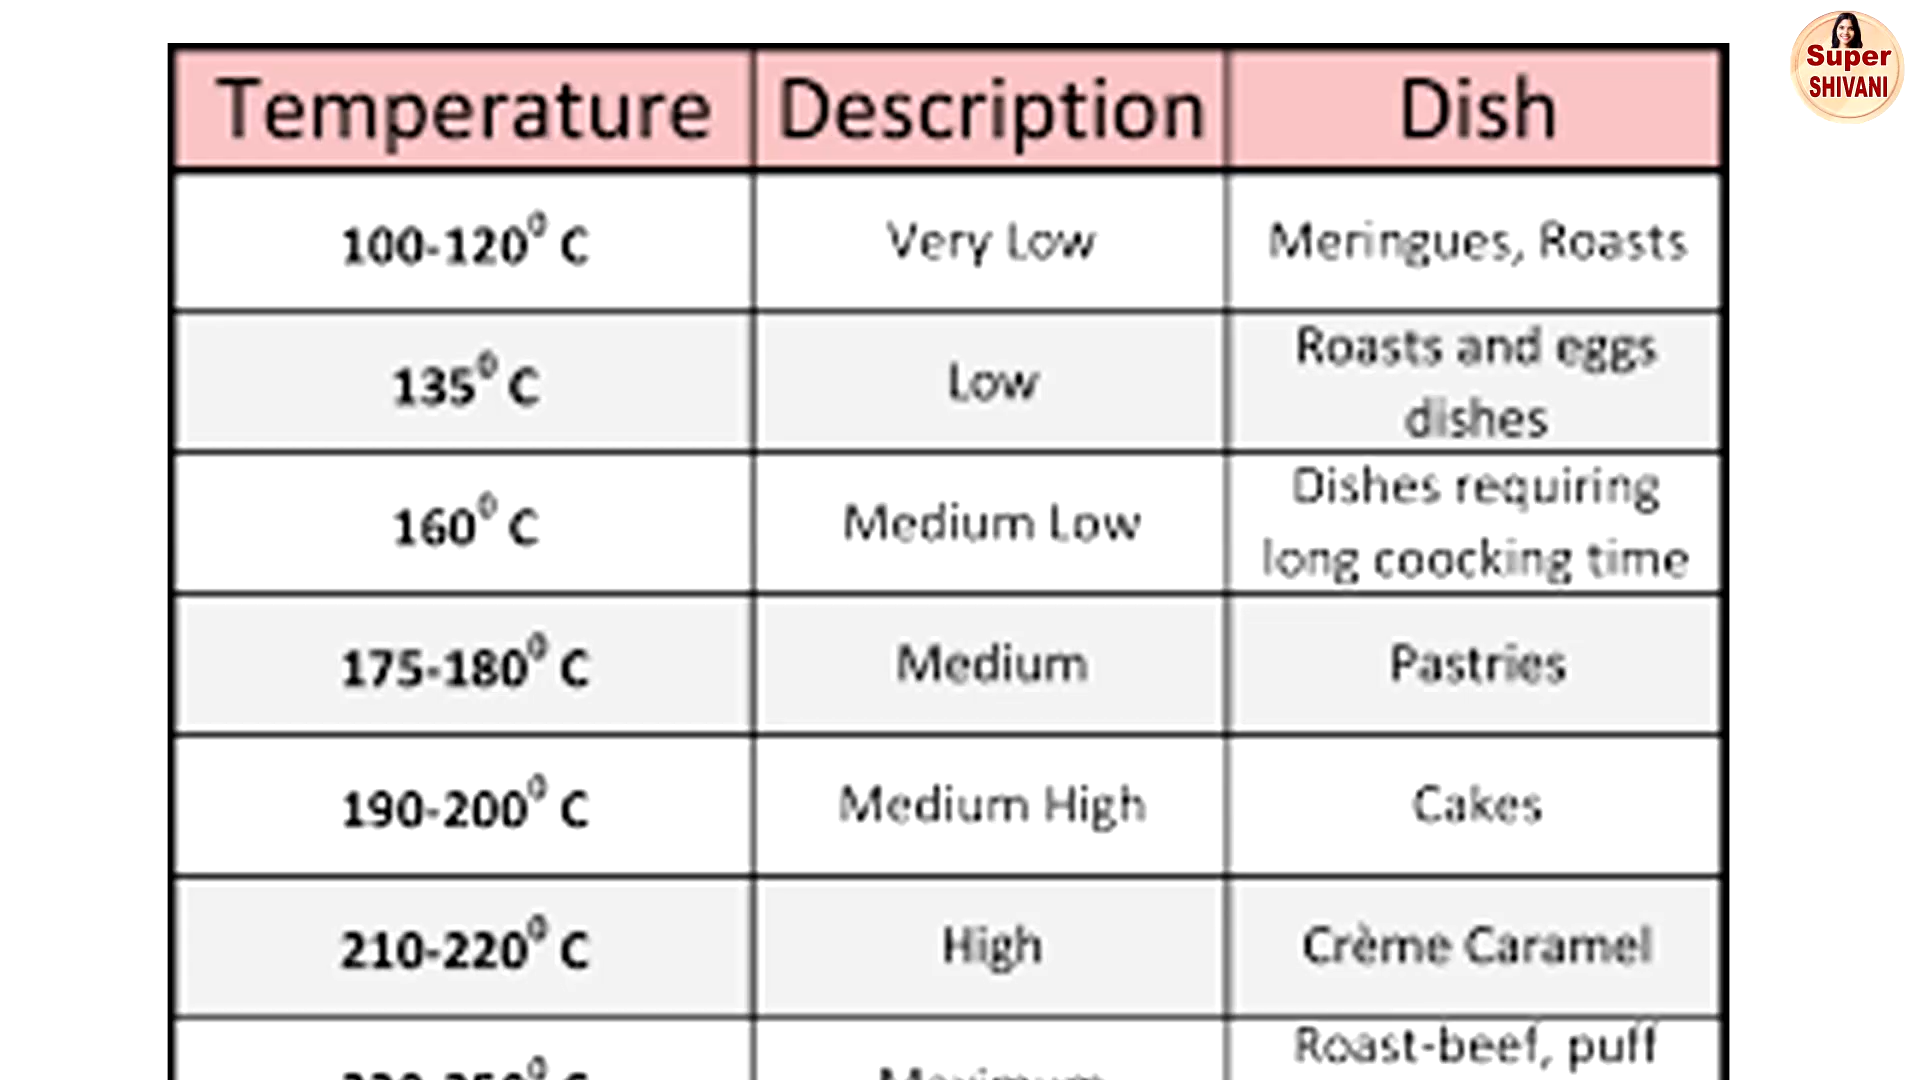 Super
SHIVANI
Temperature Description Dish
100-120⁰ C Very Low Meringues, Roasts
135⁰ C Low Roasts and eggs
dishes
160⁰ C Medium Low Dishes requiring
long coocking time
175-180⁰ C Medium Pastries
190-200⁰ C Medium High Cakes
210-220⁰ C High Crème Caramel
Roast-beef, puff